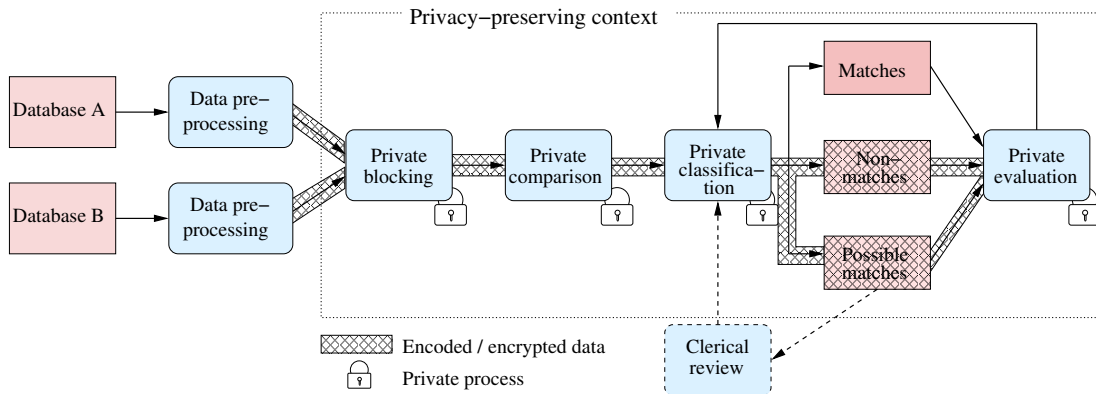 Privacy−preserving context
Database A
Data pre−
processing
Database B
Data pre−
processing
Private
blocking
Private
comparison
Private
classifica−
tion
Matches
Non−
matches
Possible
matches
Private
evaluation
Clerical
review
Encoded / encrypted data
Private process